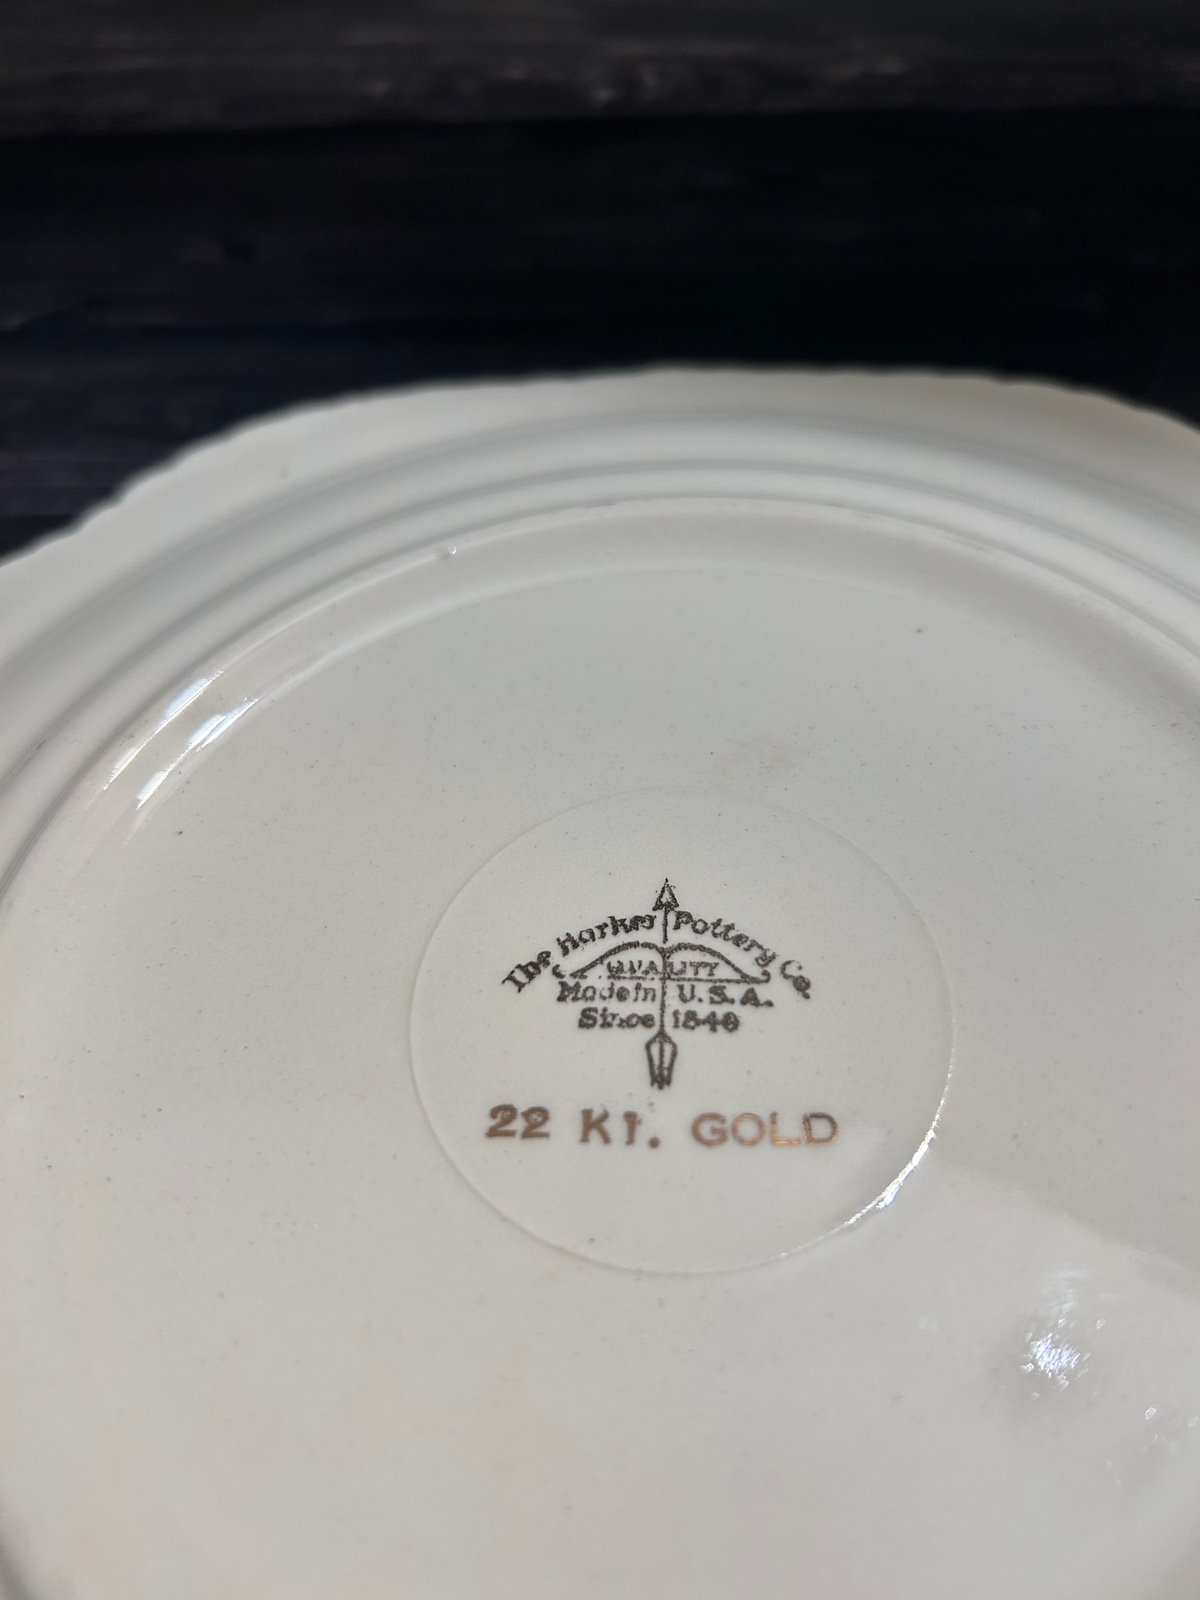 The Harker Pottery Co.
QUALITY
Made in U.S.A.
Since 1840
22 Kt. GOLD